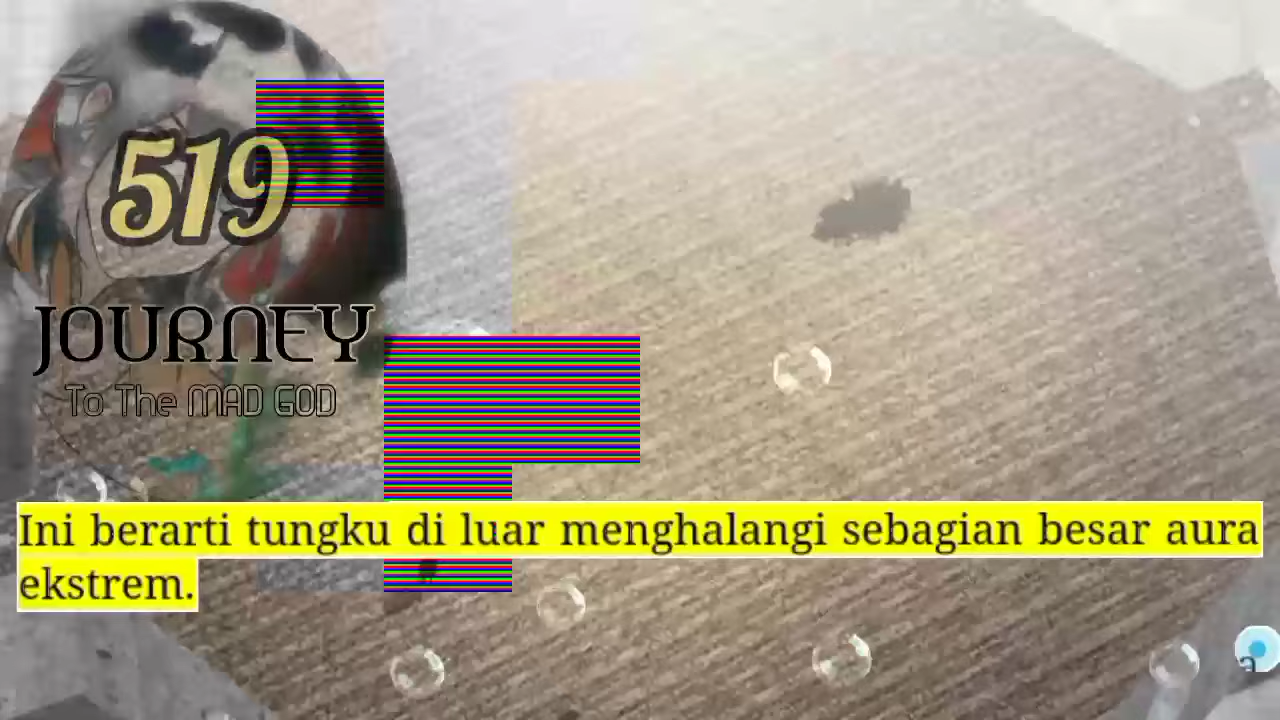 519
JOURNEY
To The MAD GOD
Ini berarti tungku di luar menghalangi sebagian besar aura
ekstrem.